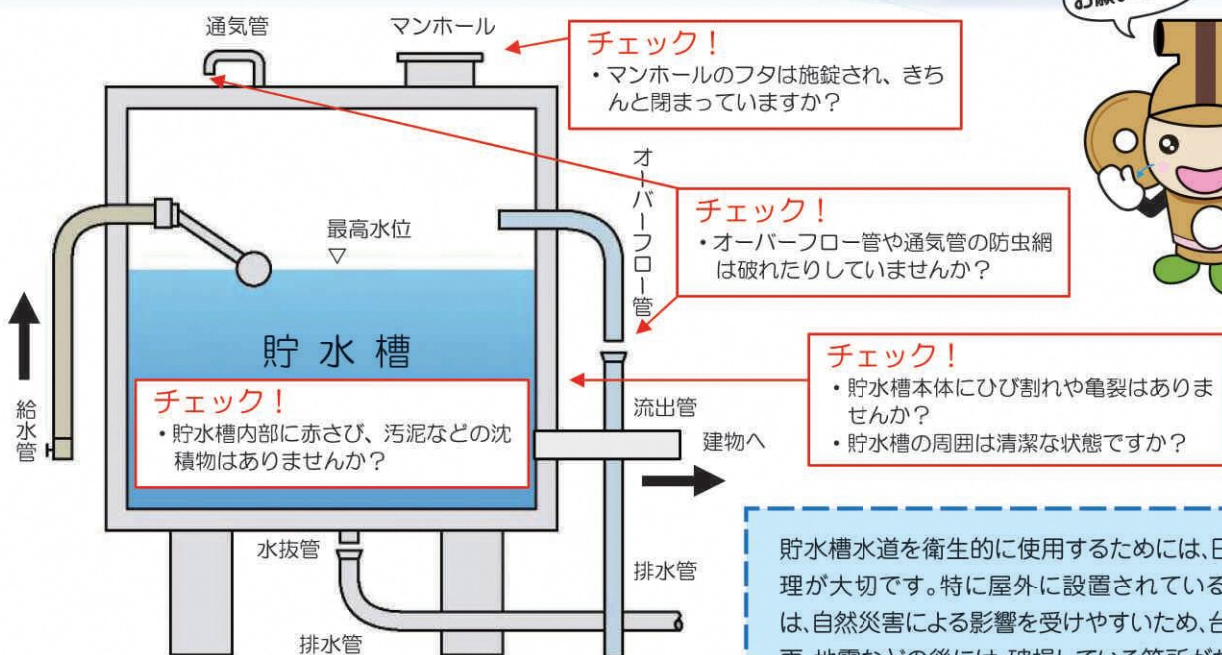 通気管
マンホール
チェック！
・マンホールのフタは施錠され、きち
んと閉まっていますか？
オーバーフロー管
チェック！
・オーバーフロー管や通気管の防虫網
は破れたりしていませんか？
最高水位
貯水槽
チェック！
・貯水槽内部に赤さび、汚泥などの沈
積物はありませんか？
給水管
チェック！
・貯水槽本体にひび割れや亀裂はありま
せんか？
・貯水槽の周囲は清潔な状態ですか？
流出管
建物へ
水抜管
排水管
排水管
貯水槽水道を衛生的に使用するためには、日
理が大切です。特に屋外に設置されている
は、自然災害による影響を受けやすいため、台